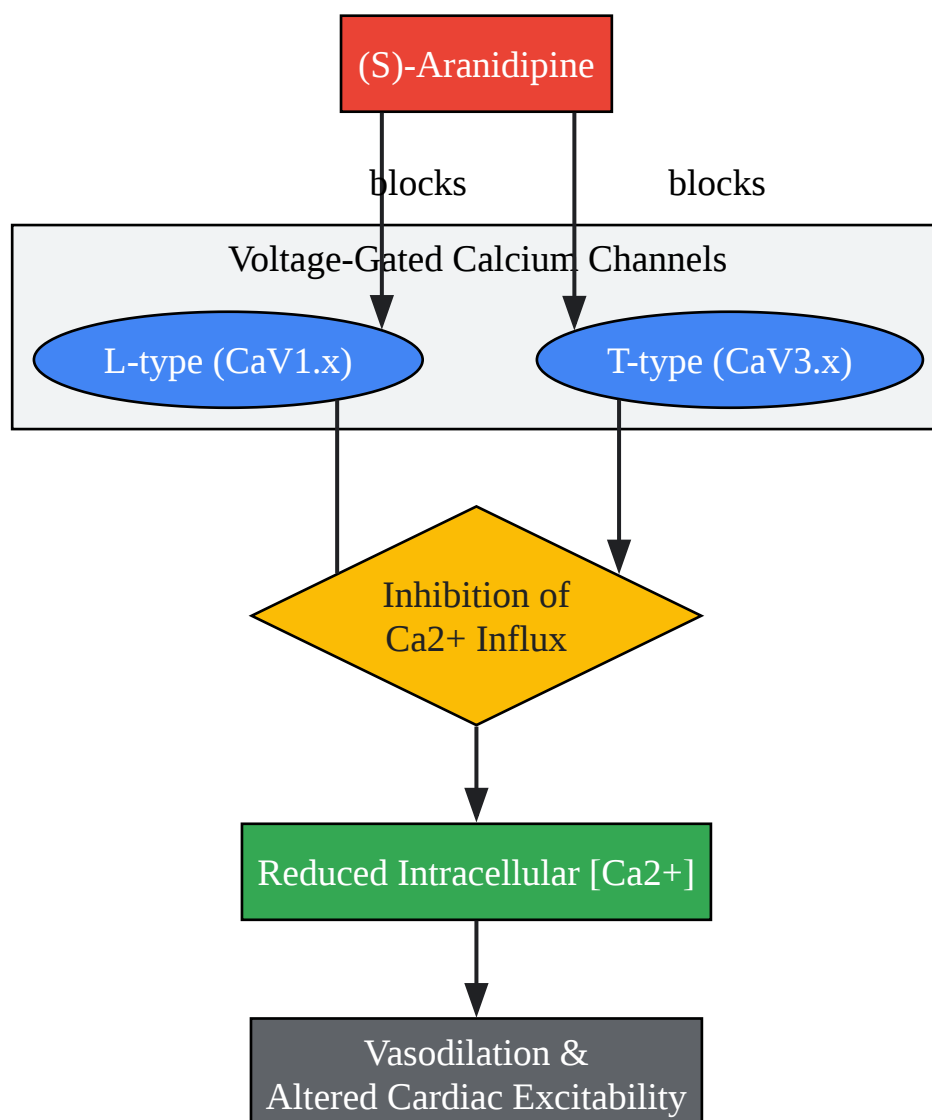 (S)-Aranidipine
blocks
blocks
Voltage-Gated Calcium Channels
L-type (CaV1.x)
T-type (CaV3.x)
Inhibition of
Ca2+ Influx
Reduced Intracellular [Ca2+]
Vasodilation &
Altered Cardiac Excitability